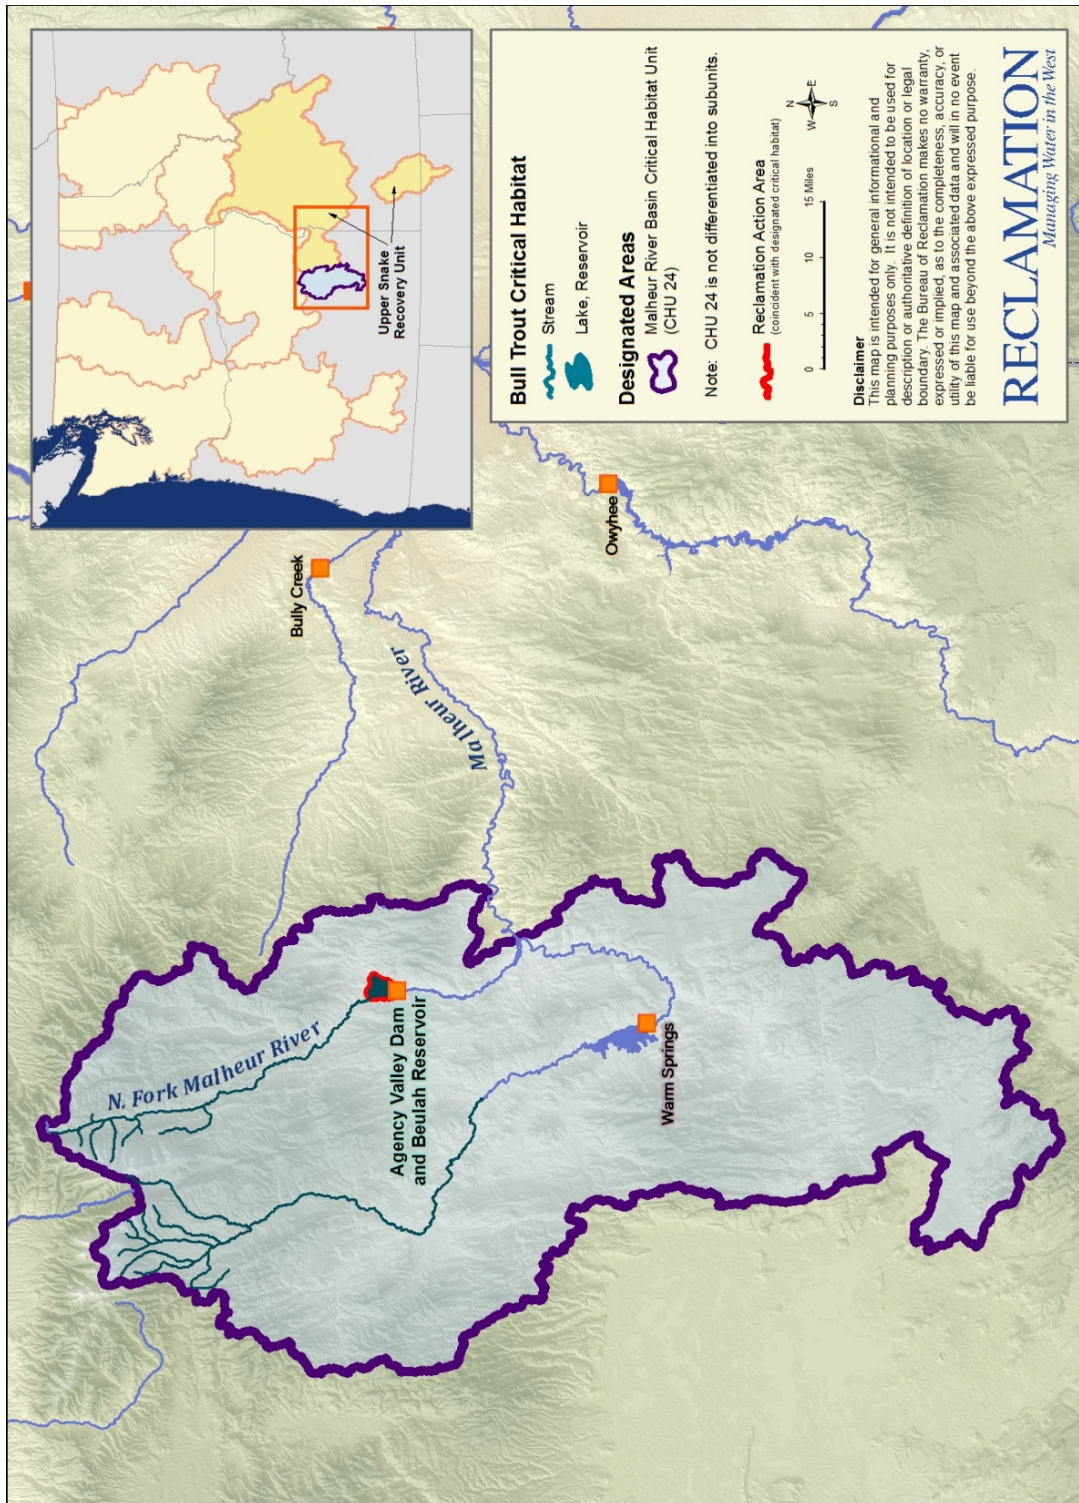 Upper Snake
Recovery Unit
Bull Trout Critical Habitat
Stream
Lake, Reservoir
Designated Areas
Malheur River Basin Critical Habitat Unit
(CHU 24)
Note: CHU 24 is not differentiated into subunits.
Reclamation Action Area
(coincident with designated critical habitat)
N
W
E
S
0
5
10
15 Miles
Disclaimer
This map is intended for general informational and
planning purposes only. It is not intended to be used for
description or authoritative definition of location or legal
boundary. The Bureau of Reclamation makes no warranty,
expressed or implied, as to the completeness, accuracy, or
utility of this map and associated data and will in no event
be liable for use beyond the above expressed purpose.
RECLAMATION
Managing Water in the West
Bully Creek
Malheur River
Owyhee
N. Fork Malheur River
Agency Valley Dam
and Beulah Reservoir
Warm Springs